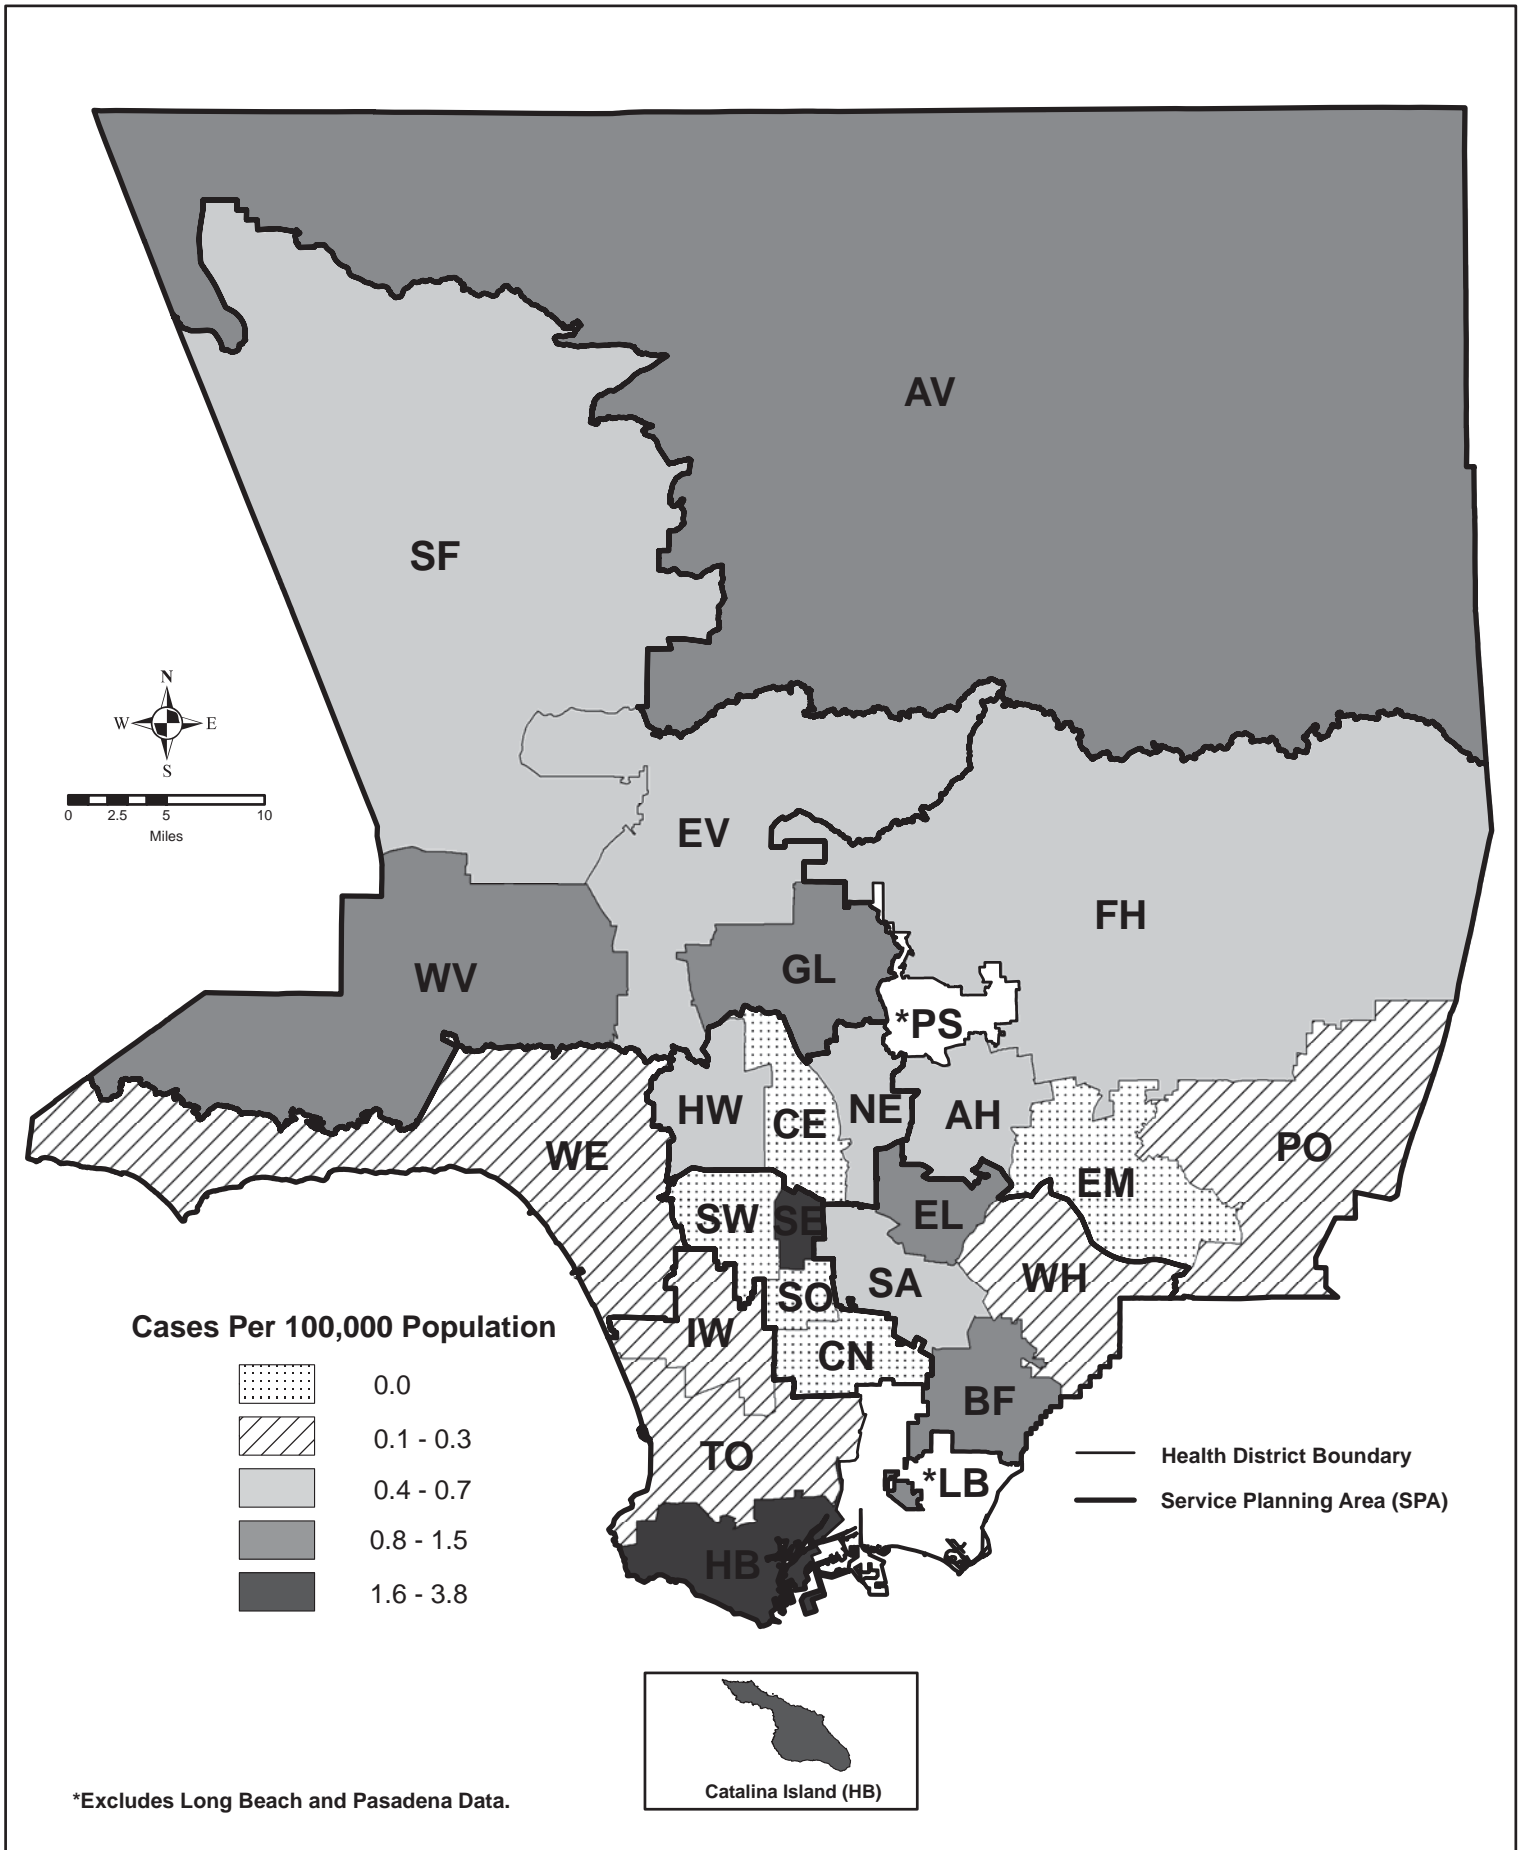 AV
SF
N
W E
S
0 2.5 5 10
Miles
EV
FH
WV
GL
*PS
HW
CE
NE
AH
WE
PO
EM
SW
SE
EL
SA
WH
SO
IW
CN
BF
TO
*LB
HB
Cases Per 100,000 Population
0.0
0.1 - 0.3
0.4 - 0.7
0.8 - 1.5
1.6 - 3.8
Health District Boundary
Service Planning Area (SPA)
Catalina Island (HB)
*Excludes Long Beach and Pasadena Data.